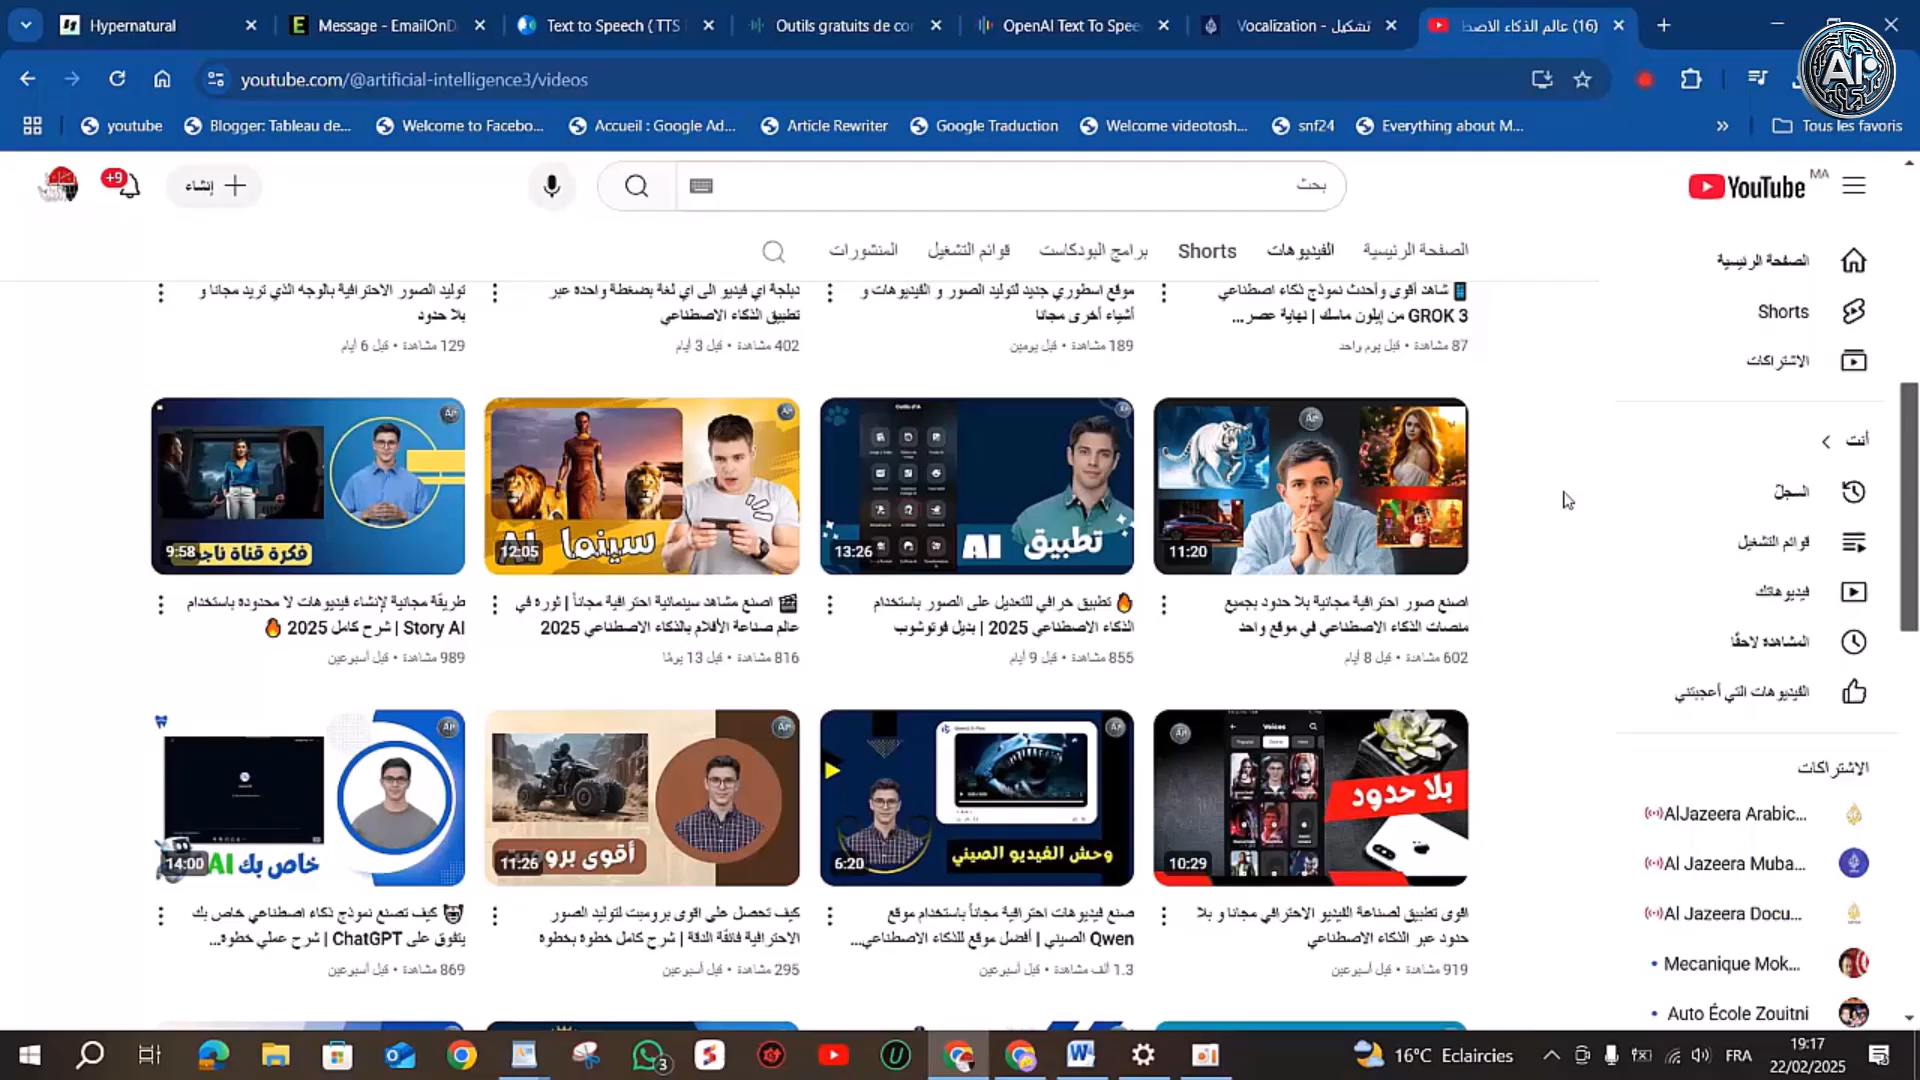 Hypernatural
Message - EmailOnD
Text to Speech ( TTS
Outils gratuits de cor
OpenAI Text To Spee
Vocalization - تشكيل
(16) عالم الذكاء الاصط
youtube.com/@artificial-intelligence3/videos
youtube
Blogger: Tableau de...
Welcome to Facebo...
Accueil : Google Ad...
Article Rewriter
Google Traduction
Welcome videotosh...
snf24
Everything about M...
»
Tous les favoris
AI
+9
إنشاء
بحث
YouTube MA
الصفحة الرئيسية
الفيديوهات
Shorts
برامج البودكاست
قوائم التشغيل
المنشورات
شاهد أقوى وأحدث نموذج ذكاء اصطناعي
GROK 3 من إيلون ماسك | نهاية عصر...
87 مشاهدة • قبل يوم واحد
موقع اسطوري جديد لتوليد الصور و الفيديوهات و
أشياء أخرى مجانا
189 مشاهدة • قبل يومين
دبلجة اي فيديو الى اي لغة بضغطة واحدة عبر
تطبيق الذكاء الاصطناعي
402 مشاهدة • قبل 3 أيام
توليد الصور الاحترافية بالوجه الذي تريد مجانا و
بلا حدود
129 مشاهدة • قبل 6 أيام
11:20
اصنع صور احترافية مجانية بلا حدود بجميع
منصات الذكاء الاصطناعي في موقع واحد
602 مشاهدة • قبل 8 أيام
تطبيق AI
13:26
🔥 تطبيق خرافي للتعديل على الصور باستخدام
الذكاء الاصطناعي 2025 | بديل فوتوشوب
855 مشاهدة • قبل 9 أيام
سينما AI
12:05
🎬 اصنع مشاهد سينمائية احترافية مجاناً | ثورة في
عالم صناعة الأفلام بالذكاء الاصطناعي 2025
816 مشاهدة • قبل 13 يومًا
فكرة قناة ناجح
9:58
طريقة مجانية لإنشاء فيديوهات لا محدودة باستخدام
Story AI | شرح كامل 2025 🔥
989 مشاهدة • قبل أسبوعين
Voices
بلا حدود
10:29
اقوى تطبيق لصناعة الفيديو الاحترافي مجانا و بلا
حدود عبر الذكاء الاصطناعي
919 مشاهدة • قبل أسبوعين
وحش الفيديو الصيني
6:20
صنع فيديوهات احترافية مجاناً باستخدام موقع
Qwen الصيني | أفضل موقع للذكاء الاصطناعي...
1.3 ألف مشاهدة • قبل أسبوعين
أقوى برو
11:26
كيف تحصل على اقوى برومبت لتوليد الصور
الاحترافية فائقة الدقة | شرح كامل خطوة بخطوة
295 مشاهدة • قبل أسبوعين
خاص بك AI
14:00
كيف تصنع نموذج ذكاء اصطناعي خاص بك
يتفوق على ChatGPT | شرح عملي خطوة...
869 مشاهدة • قبل أسبوعين
الصفحة الرئيسية
Shorts
الاشتراكات
أنت
السجلّ
قوائم التشغيل
فيديوهاتك
المشاهدة لاحقًا
الفيديوهات التي أعجبتني
الاشتراكات
AlJazeera Arabic...
Al Jazeera Muba...
Al Jazeera Docu...
Mecanique Mok...
Auto École Zouitni
3
16°C Eclaircies
FRA
19:17
22/02/2025